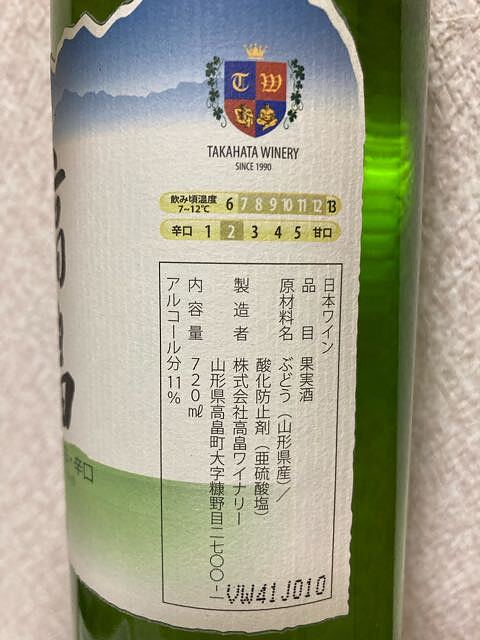 T W
TAKAHATA WINERY
SINCE 1990
飲み頃温度
7~12℃
6 7 8 9 10 11 12 13
辛口 1 2 3 4 5 甘口
日本ワイン
品目 果実酒
原材料名 ぶどう(山形県産)/
酸化防止剤(亜硫酸塩)
製造者 株式会社高畠ワイナリー
山形県高畠町大字糠野目二七〇〇-一
内容量 720㎖
アルコール分 11%
VW41J010
辛口